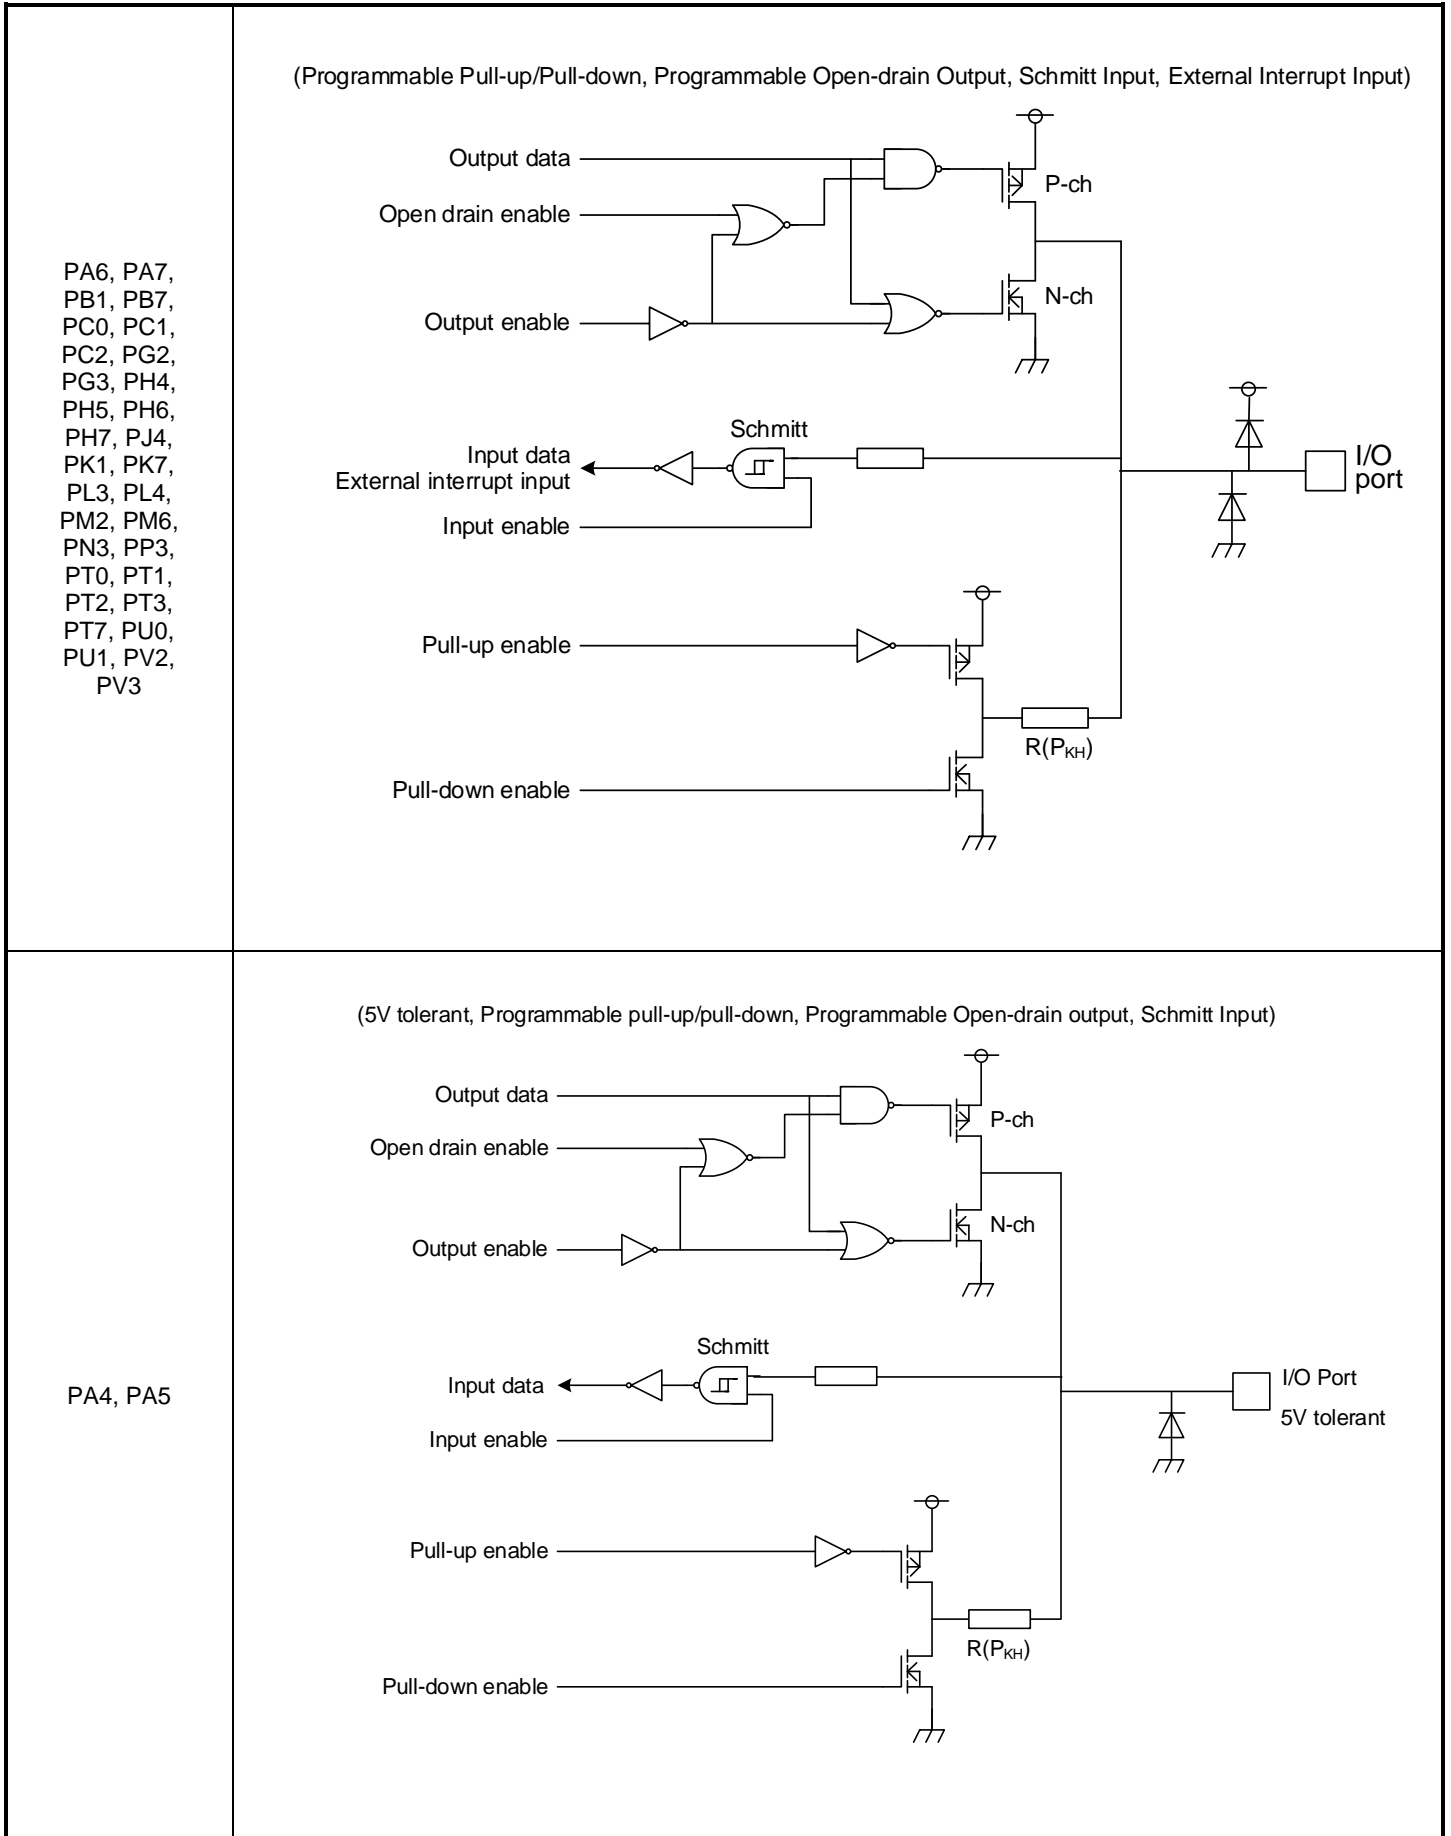 PA6, PA7,
PB1, PB7,
PC0, PC1,
PC2, PG2,
PG3, PH4,
PH5, PH6,
PH7, PJ4,
PK1, PK7,
PL3, PL4,
PM2, PM6,
PN3, PP3,
PT0, PT1,
PT2, PT3,
PT7, PU0,
PU1, PV2,
PV3
(Programmable Pull-up/Pull-down, Programmable Open-drain Output, Schmitt Input, External Interrupt Input)
Output data
P-ch
Open drain enable
N-ch
Output enable
Schmitt
Input data
External interrupt input
I/O
port
Input enable
Pull-up enable
R(PKH)
Pull-down enable
PA4, PA5
(5V tolerant, Programmable pull-up/pull-down, Programmable Open-drain output, Schmitt Input)
Output data
P-ch
Open drain enable
N-ch
Output enable
Schmitt
Input data
I/O Port
5V tolerant
Input enable
Pull-up enable
R(PKH)
Pull-down enable